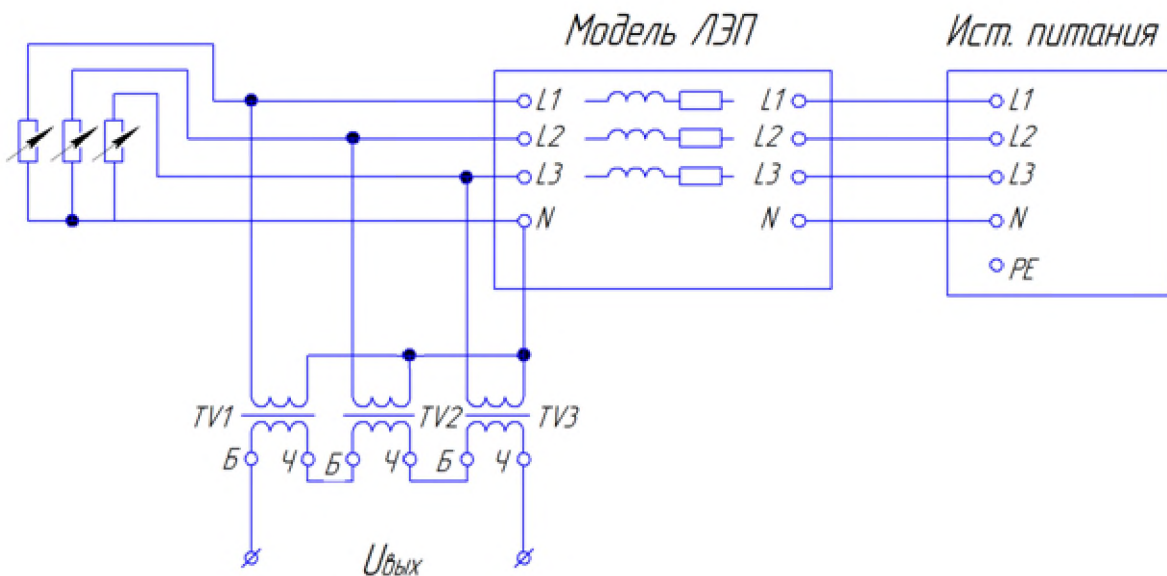 Модель ЛЭП
Ист. питания
L1 L1 L1
L2 L2 L2
L3 L3 L3
N N N
PE
TV1 TV2 TV3
Б Ч Б Ч Б Ч
Uвых